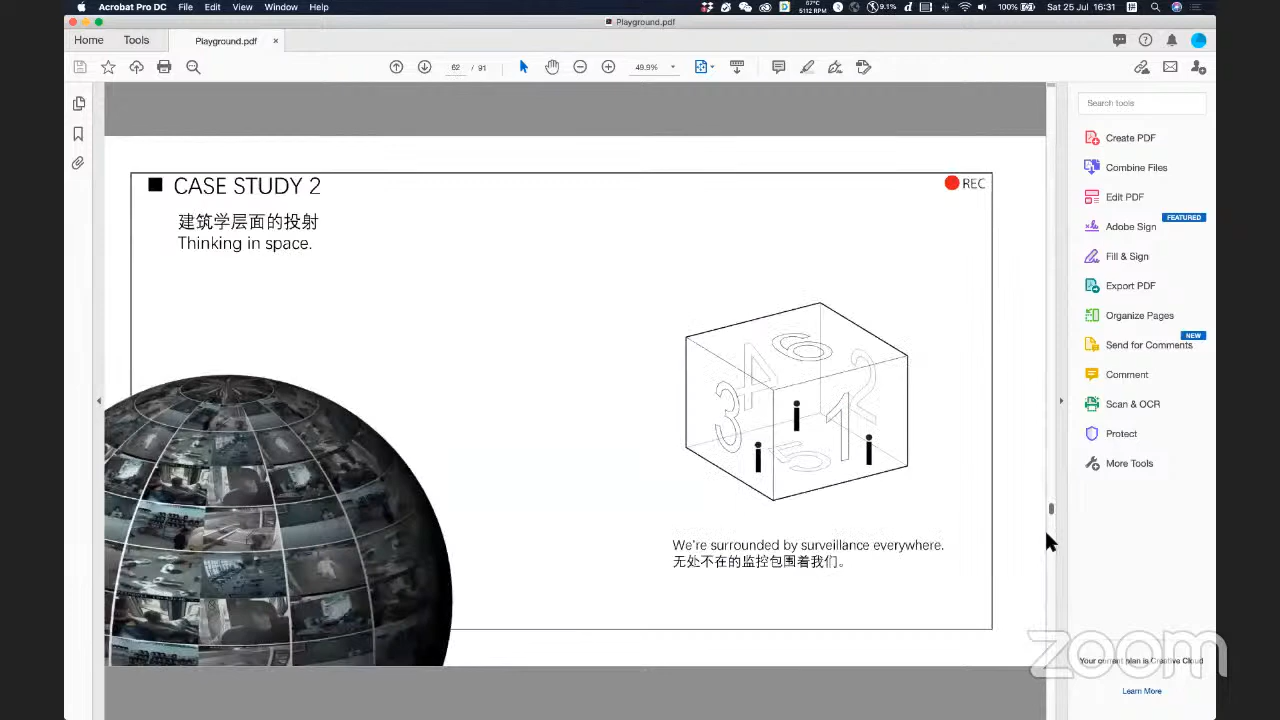 Acrobat Pro DC File Edit View Window Help
67°C
5112 RPM
9.1%
100%
Sat 25 Jul 16:31
Playground.pdf
Home Tools Playground.pdf ×
62 / 91
49.9%
CASE STUDY 2
REC
建筑学层面的投射
Thinking in space.
3 4 6 2 1 5
i i i
We're surrounded by surveillance everywhere.
无处不在的监控包围着我们。
Search tools
Create PDF
Combine Files
Edit PDF
FEATURED
Adobe Sign
Fill & Sign
Export PDF
Organize Pages
NEW
Send for Comments
Comment
Scan & OCR
Protect
More Tools
zoom
Your current plan is Creative Cloud
Learn More